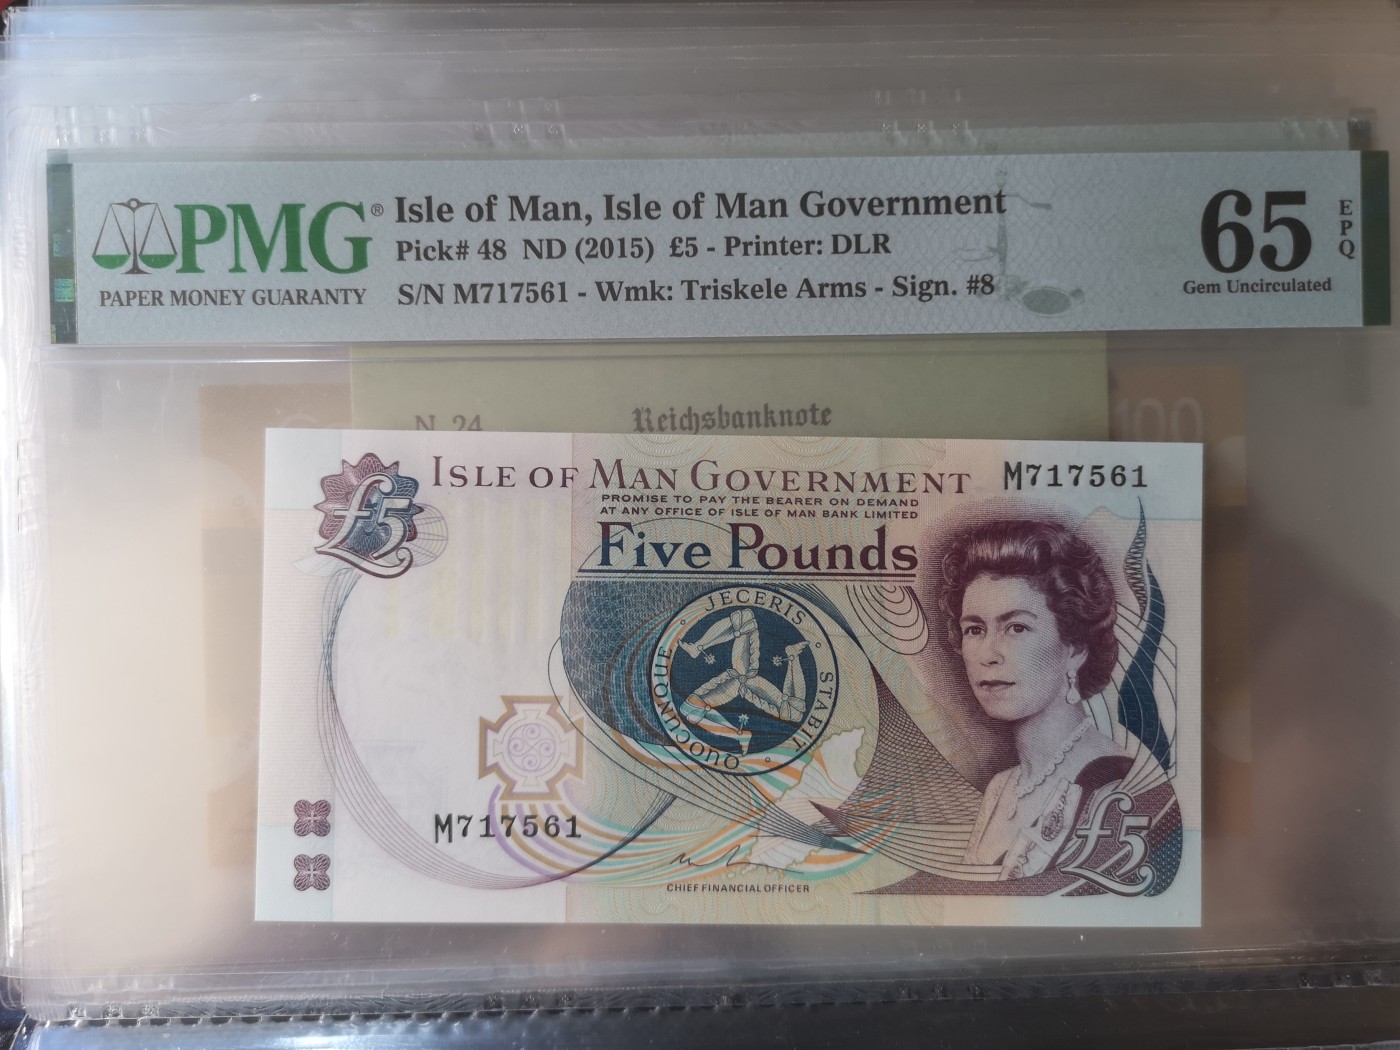 PMG®
PAPER MONEY GUARANTY
Isle of Man, Isle of Man Government
Pick# 48 ND (2015) £5 - Printer: DLR
S/N M717561 - Wmk: Triskele Arms - Sign. #8
65
EPQ
Gem Uncirculated
N. 24
Reichsbanknote
100
£5
ISLE OF MAN GOVERNMENT
M717561
PROMISE TO PAY THE BEARER ON DEMAND
AT ANY OFFICE OF ISLE OF MAN BANK LIMITED
Five Pounds
QUOCUNQUE · JECERIS · STABIT ·
M717561
CHIEF FINANCIAL OFFICER
£5